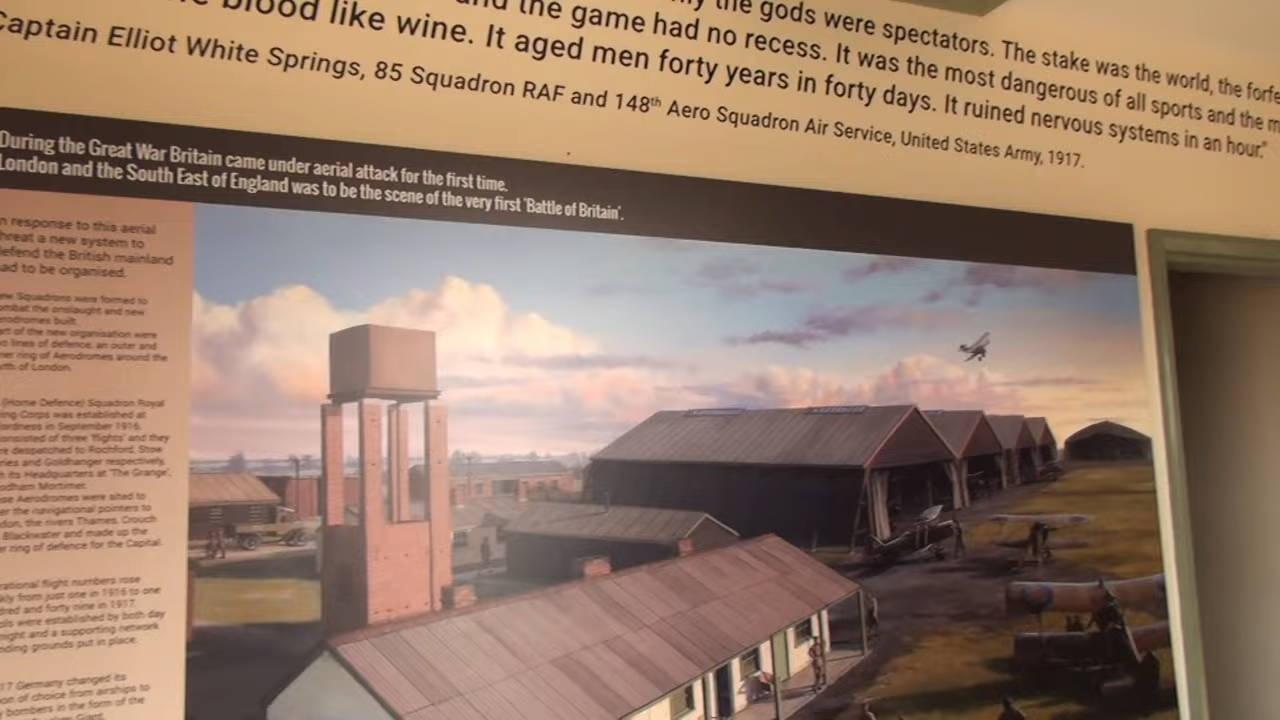 the gods were spectators. The stake was the world, the
the game had no recess. It was the most dangerous of all sports and the
blood like wine. It aged men forty years in forty days. It ruined nervous systems in an hour."
Captain Elliot White Springs, 85 Squadron RAF and 148th Aero Squadron Air Service, United States Army, 1917.
During the Great War Britain came under aerial attack for the first time.
London and the South East of England was to be the scene of the very first 'Battle of Britain'.
response to this aerial
threat a new system to
defend the British mainland
had to be organised.
Squadrons were formed to
combat the onslaught and new
aerodromes built.
of the new organisation were
lines of defence, an outer and
ring of Aerodromes around the
of London.
(Home Defence) Squadron Royal
Corps was established at
in September 1916.
consisted of three 'flights' and they
despatched to Rochford, Stow
and Goldhanger respectively,
its Headquarters at 'The Grange',
Mortimer.
Aerodromes were sited to
the navigational pointers to
the rivers Thames, Crouch
Blackwater and made up the
ring of defence for the Capital.
flight numbers rose
from just one in 1916 to one
and forty nine in 1917.
were established by both day
night and a supporting network
grounds put in place.
Germany changed its
of choice from airships to
bombers in the form of the
Giant.